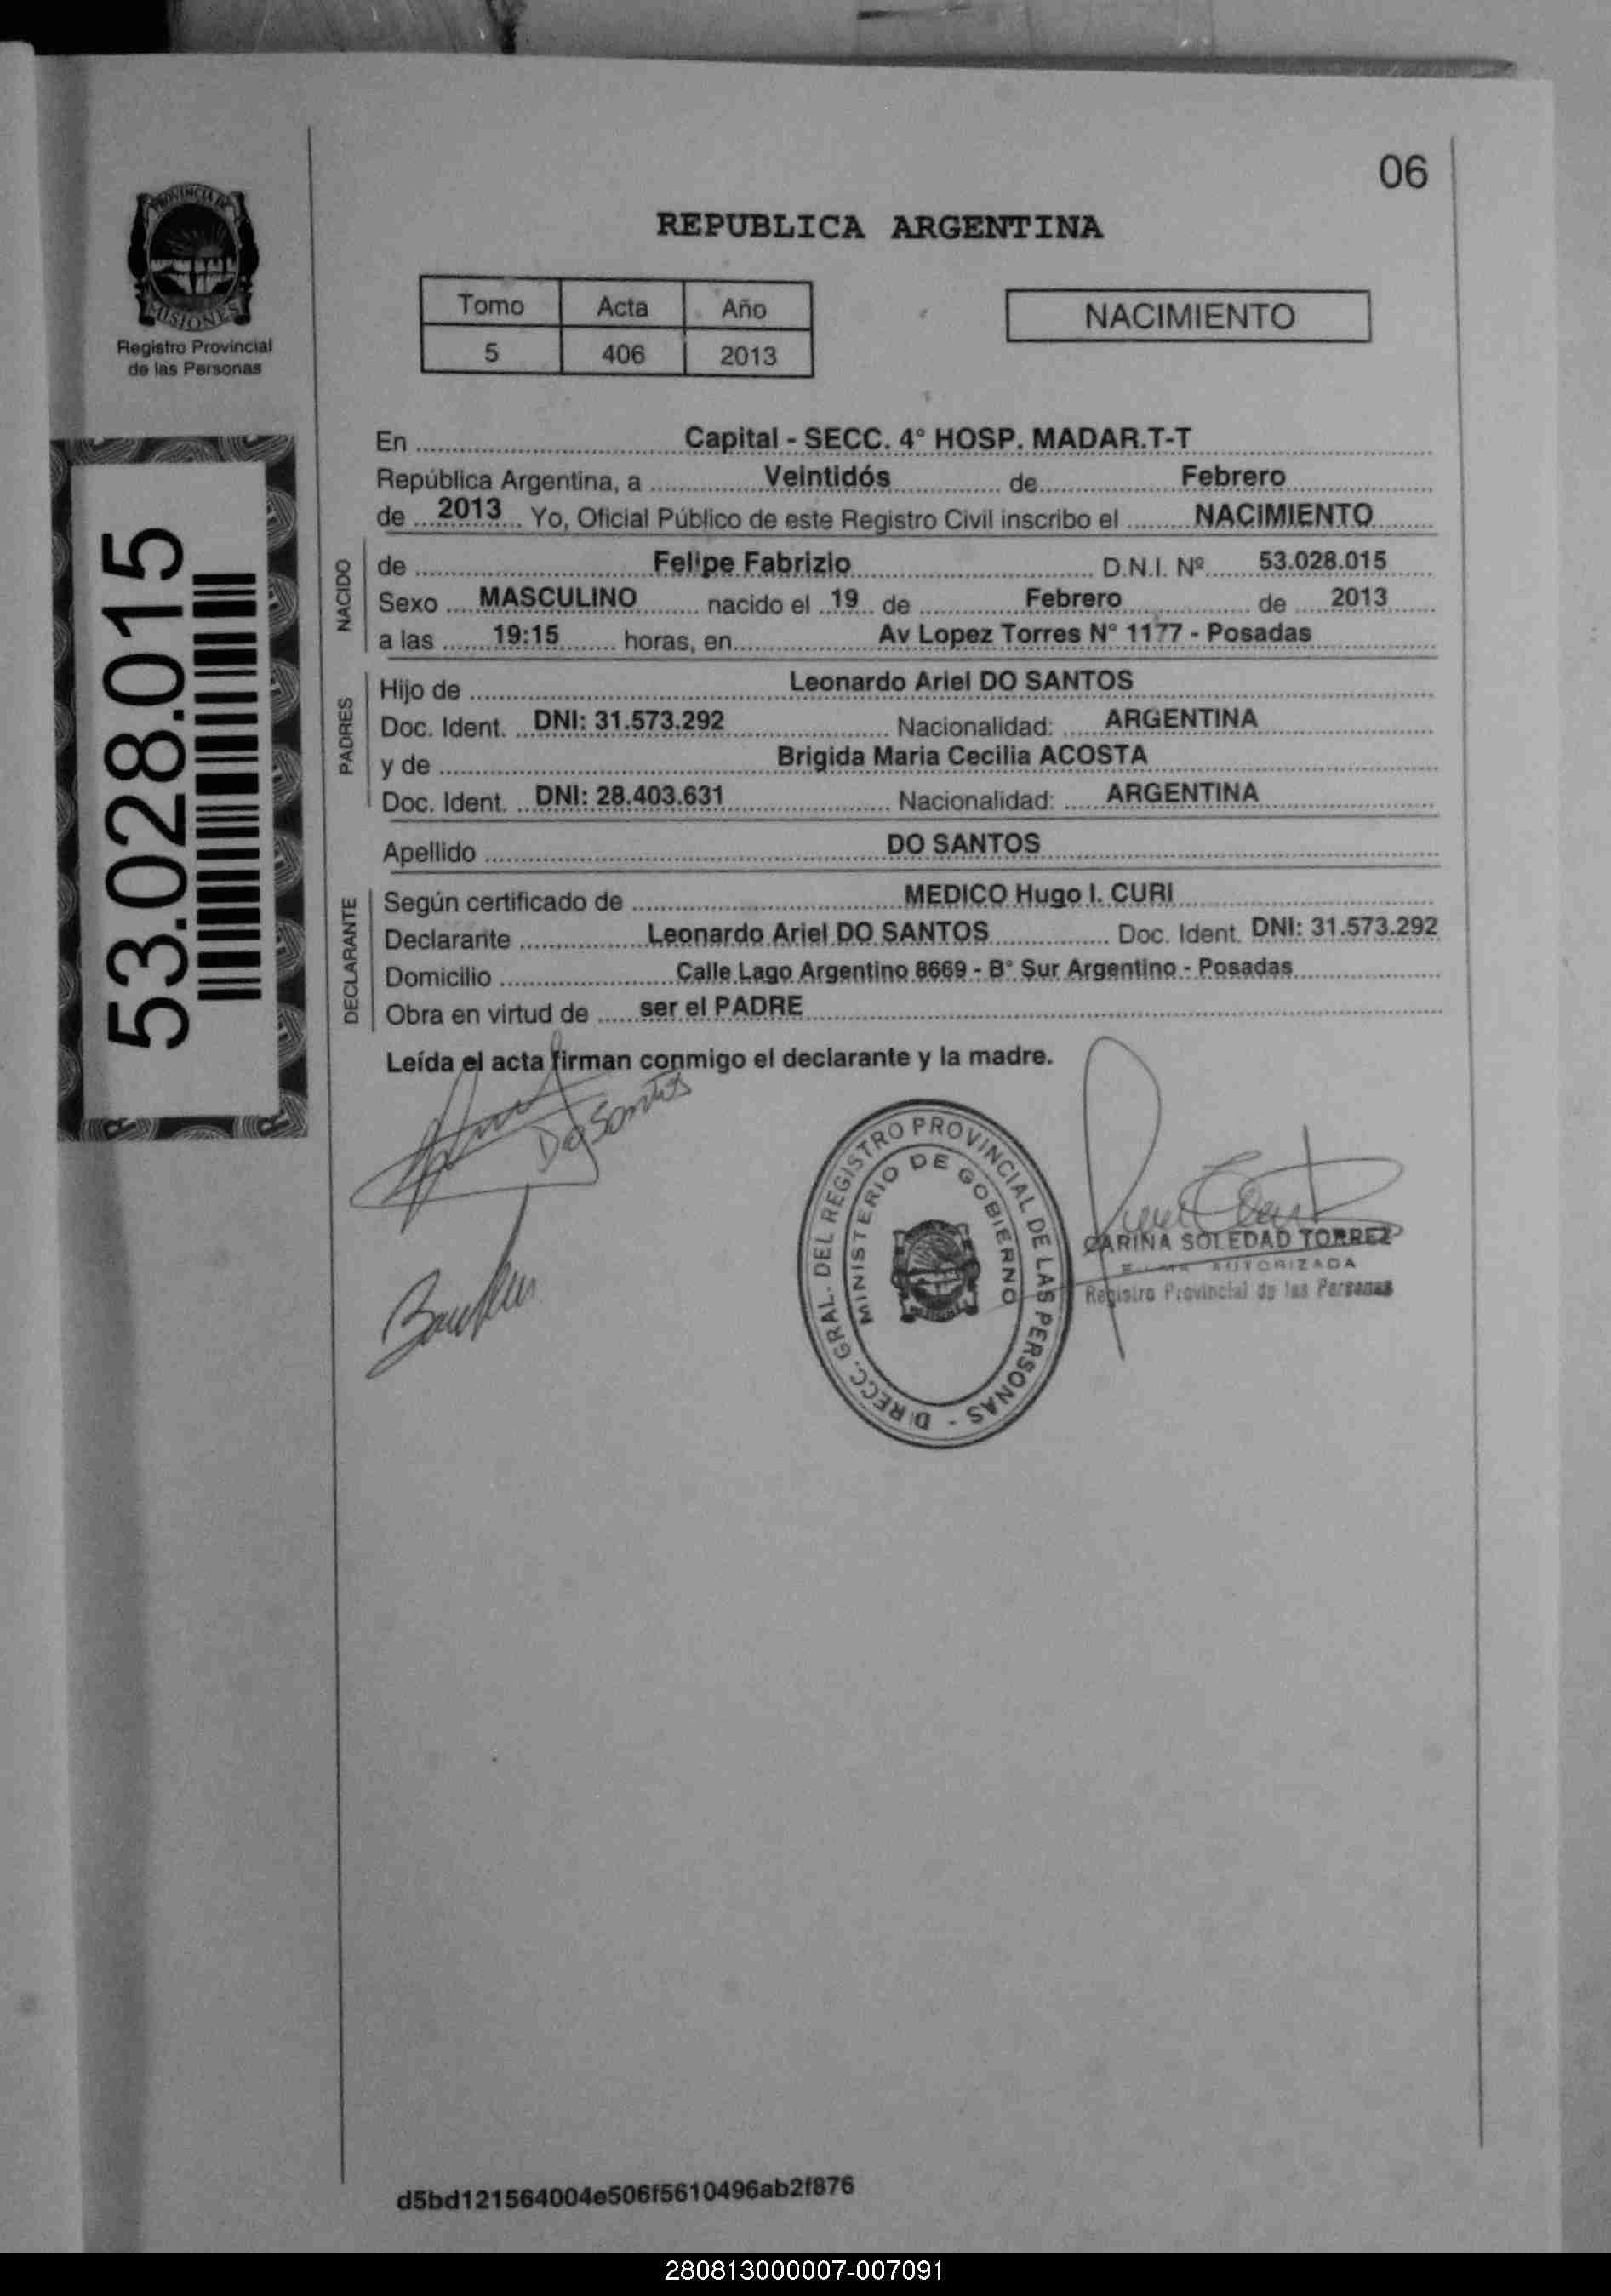 06
PROVINCIA DE
MISIONES
Registro Provincial
de las Personas
REPUBLICA ARGENTINA
Tomo Acta Año
5 406 2013
NACIMIENTO
53.028.015
En Capital - SECC. 4° HOSP. MADAR.T-T
República Argentina, a Veintidós de Febrero
de 2013 Yo, Oficial Público de este Registro Civil inscribo el NACIMIENTO
NACIDO
de Felipe Fabrizio D.N.I. Nº 53.028.015
Sexo MASCULINO nacido el 19 de Febrero de 2013
a las 19:15 horas, en Av Lopez Torres N° 1177 - Posadas
PADRES
Hijo de Leonardo Ariel DO SANTOS
Doc. Ident. DNI: 31.573.292 Nacionalidad: ARGENTINA
y de Brigida Maria Cecilia ACOSTA
Doc. Ident. DNI: 28.403.631 Nacionalidad: ARGENTINA
Apellido DO SANTOS
DECLARANTE
Según certificado de MEDICO Hugo I. CURI
Declarante Leonardo Ariel DO SANTOS Doc. Ident. DNI: 31.573.292
Domicilio Calle Lago Argentino 8669 - B° Sur Argentino - Posadas
Obra en virtud de ser el PADRE
Leída el acta firman conmigo el declarante y la madre.
Do Santos
DIRECC. GRAL. DEL REGISTRO PROVINCIAL DE LAS PERSONAS -
MINISTERIO DE GOBIERNO
CARINA SOLEDAD TORREZ
AUTORIZADA
Registro Provincial de las Personas
d5bd121564004e506f5610496ab2f876
280813000007-007091